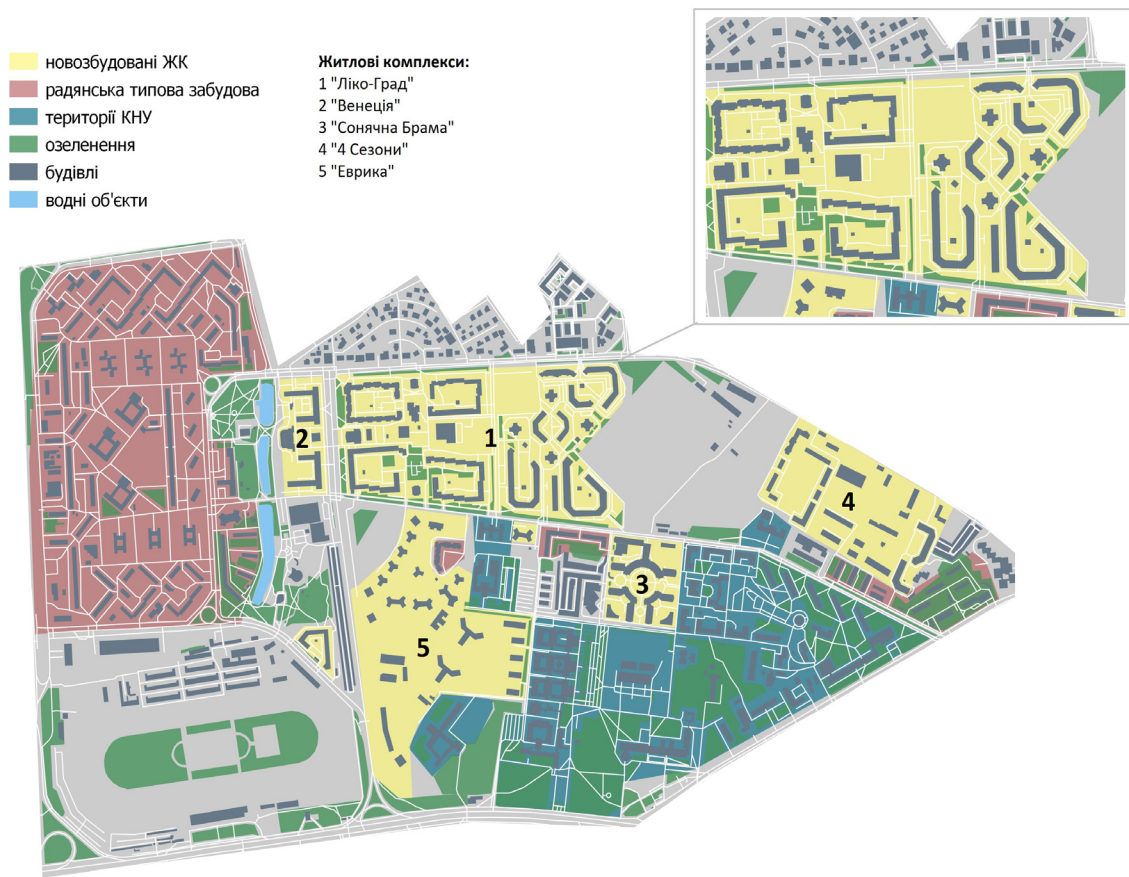 новозбудовані ЖК
радянська типова забудова
території КНУ
озеленення
будівлі
водні об'єкти
Житлові комплекси:
1 "Ліко-Град"
2 "Венеція"
3 "Сонячна Брама"
4 "4 Сезони"
5 "Еврика"
2
1
4
3
5